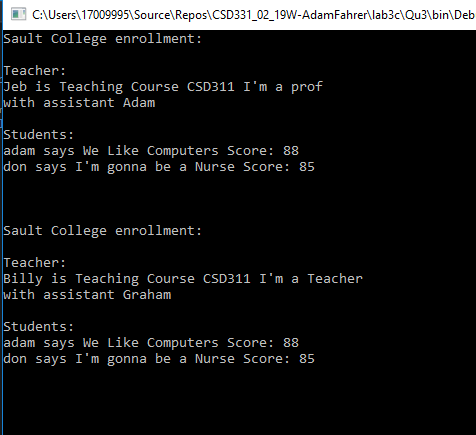 C:\Users\17009995\Source\Repos\CSD331_02_19W-AdamFahrer\lab3c\Qu3\bin\Deb
Sault College enrollment:
Teacher:
Jeb is Teaching Course CSD311 I'm a prof
with assistant Adam
Students:
adam says We Like Computers Score: 88
don says I'm gonna be a Nurse Score: 85
Sault College enrollment:
Teacher:
Billy is Teaching Course CSD311 I'm a Teacher
with assistant Graham
Students:
adam says We Like Computers Score: 88
don says I'm gonna be a Nurse Score: 85